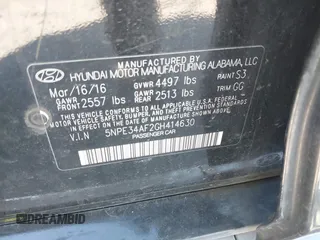 MANUFACTURED BY
HYUNDAI MOTOR MANUFACTURING ALABAMA, LLC
Mar/16/16 GVWR 4497 lbs PAINT S3
GAWR FRONT 2557 lbs GAWR REAR 2513 lbs TRIM GG
THIS VEHICLE CONFORMS TO ALL APPLICABLE
FEDERAL MOTOR VEHICLE SAFETY, BUMPER, AND
THEFT PREVENTION STANDARDS IN EFFECT ON
THE DATE OF MANUFACTURE SHOWN ABOVE.
V.I.N 5NPE34AF2GH414630
PASSENGER CAR
DREAMBID